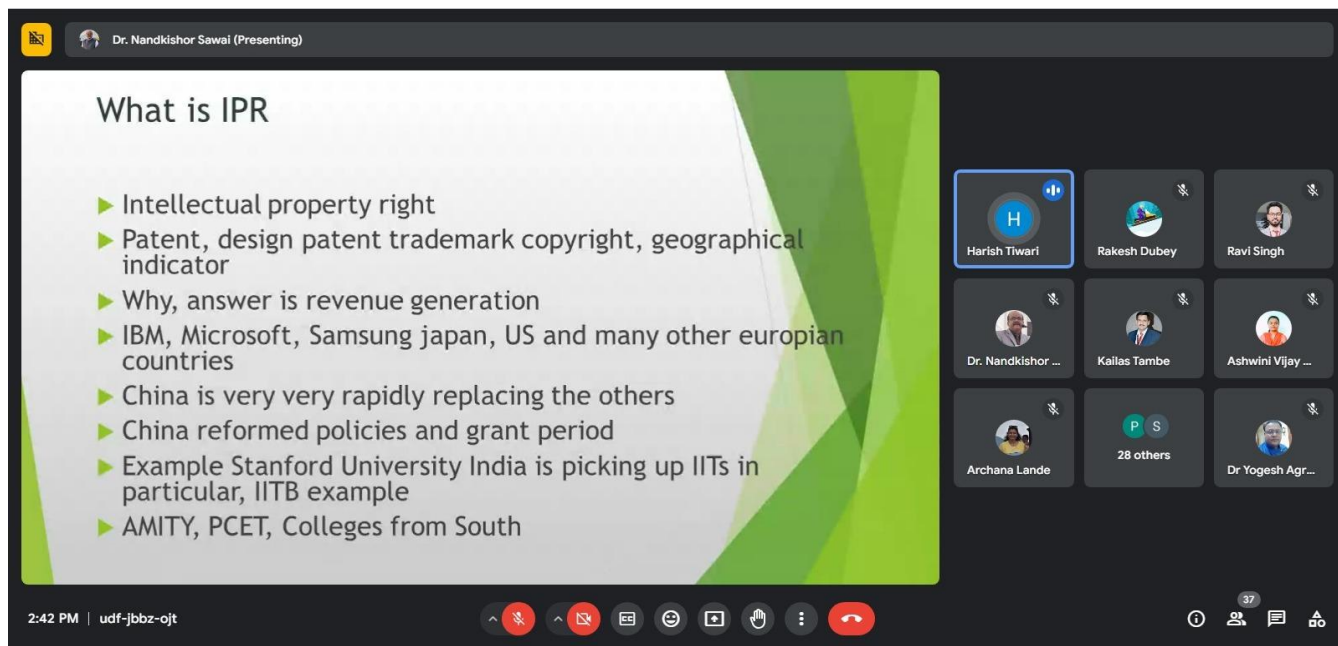 Dr. Nandkishor Sawai (Presenting)
What is IPR
Intellectual property right
Patent, design patent trademark copyright, geographical
indicator
Why, answer is revenue generation
IBM, Microsoft, Samsung japan, US and many other europian
countries
China is very very rapidly replacing the others
China reformed policies and grant period
Example Stanford University India is picking up IITs in
particular, IITB example
AMITY, PCET, Colleges from South
H
Harish Tiwari
Rakesh Dubey
Ravi Singh
Dr. Nandkishor ...
Kailas Tambe
Ashwini Vijay ...
Archana Lande
P S
28 others
Dr Yogesh Agr...
2:42 PM | udf-jbbz-ojt
CC
37